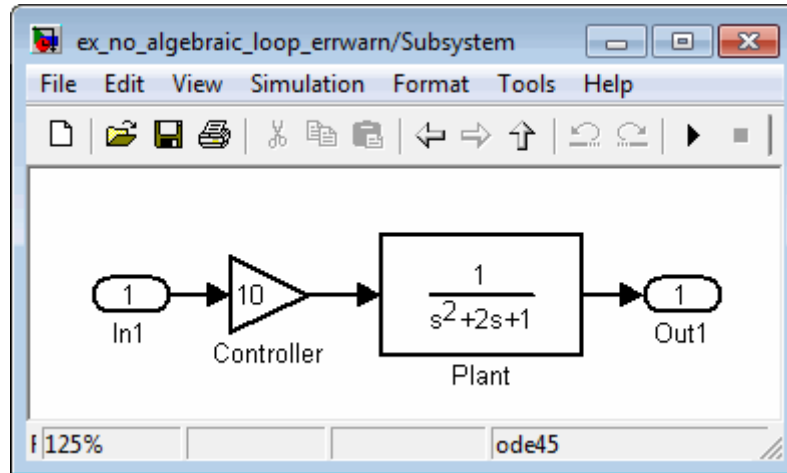 ex_no_algebraic_loop_errwarn/Subsystem
File Edit View Simulation Format Tools Help
1
In1
10
Controller
1
s²+2s+1
Plant
1
Out1
125%
ode45